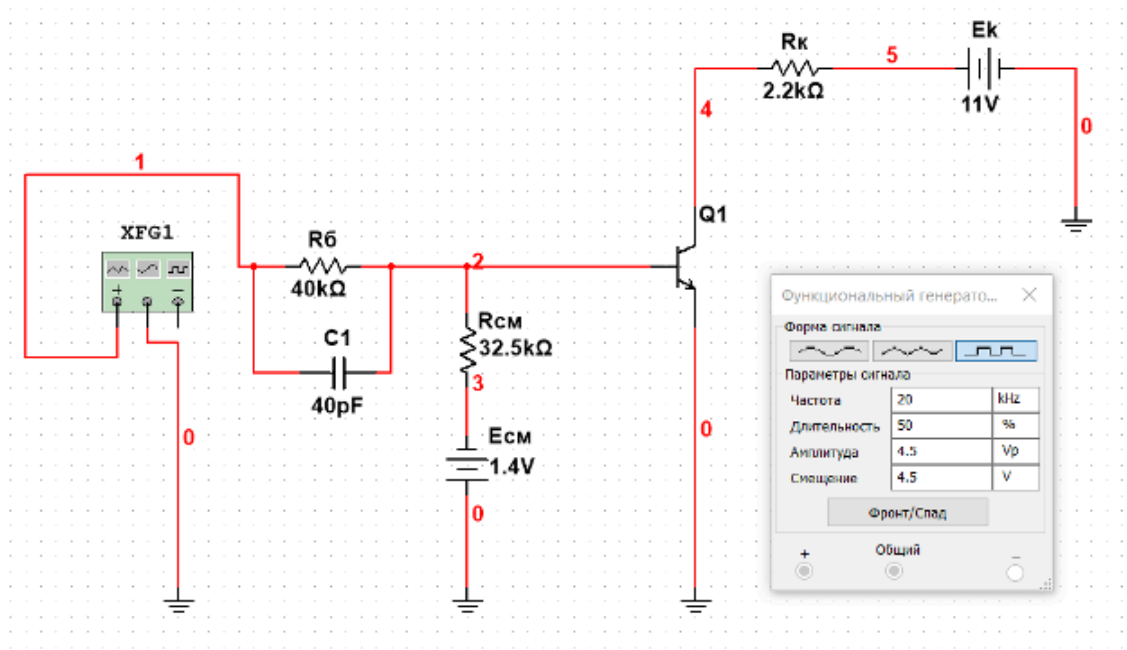 Ek
Rк
5
2.2kΩ
11V
4
0
1
Q1
XFG1
Rб
2
40kΩ
Rсм
C1
32.5kΩ
3
40pF
0
Eсм
0
1.4V
0
Функциональный генерато...
Форма сигнала
Параметры сигнала
Частота 20 kHz
Длительность 50 %
Амплитуда 4.5 Vp
Смещение 4.5 V
Фронт/Спад
+ Общий −